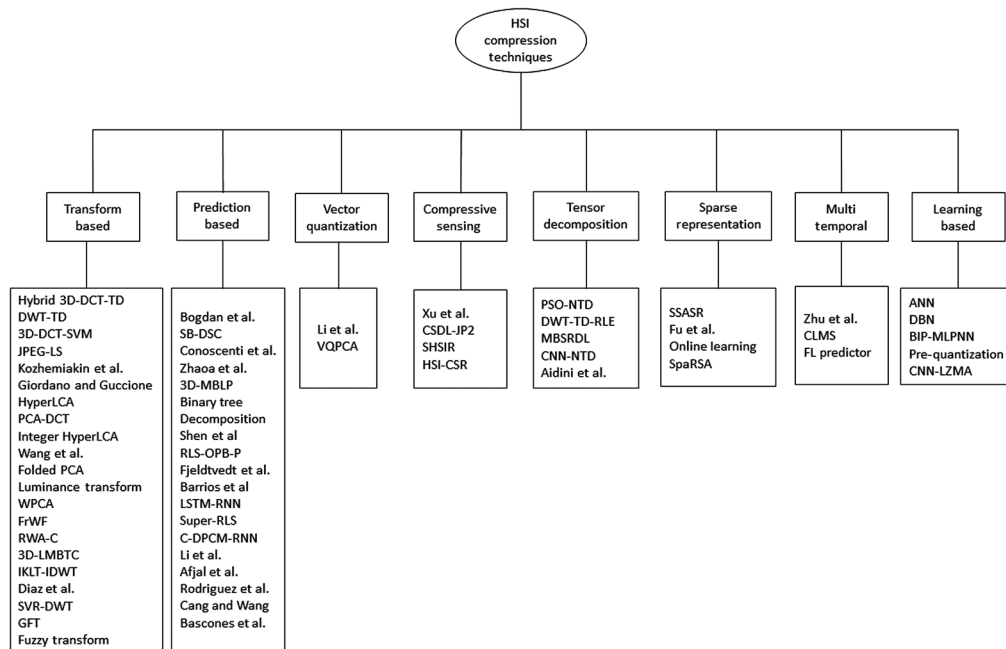 HSI
compression
techniques
Transform
based
Prediction
based
Vector
quantization
Compressive
sensing
Tensor
decomposition
Sparse
representation
Multi
temporal
Learning
based
Hybrid 3D-DCT-TD
DWT-TD
3D-DCT-SVM
JPEG-LS
Kozhemiakin et al.
Giordano and Guccione
HyperLCA
PCA-DCT
Integer HyperLCA
Wang et al.
Folded PCA
Luminance transform
WPCA
FrWF
RWA-C
3D-LMBTC
IKLT-IDWT
Diaz et al.
SVR-DWT
GFT
Fuzzy transform
Bogdan et al.
SB-DSC
Conoscenti et al.
Zhaoa et al.
3D-MBLP
Binary tree
Decomposition
Shen et al
RLS-OPB-P
Fjeldtvedt et al.
Barrios et al
LSTM-RNN
Super-RLS
C-DPCM-RNN
Li et al.
Afjal et al.
Rodriguez et al.
Cang and Wang
Bascones et al.
Li et al.
VQPCA
Xu et al.
CSDL-JP2
SHSIR
HSI-CSR
PSO-NTD
DWT-TD-RLE
MBSRDL
CNN-NTD
Aidini et al.
SSASR
Fu et al.
Online learning
SpaRSA
Zhu et al.
CLMS
FL predictor
ANN
DBN
BIP-MLPNN
Pre-quantization
CNN-LZMA